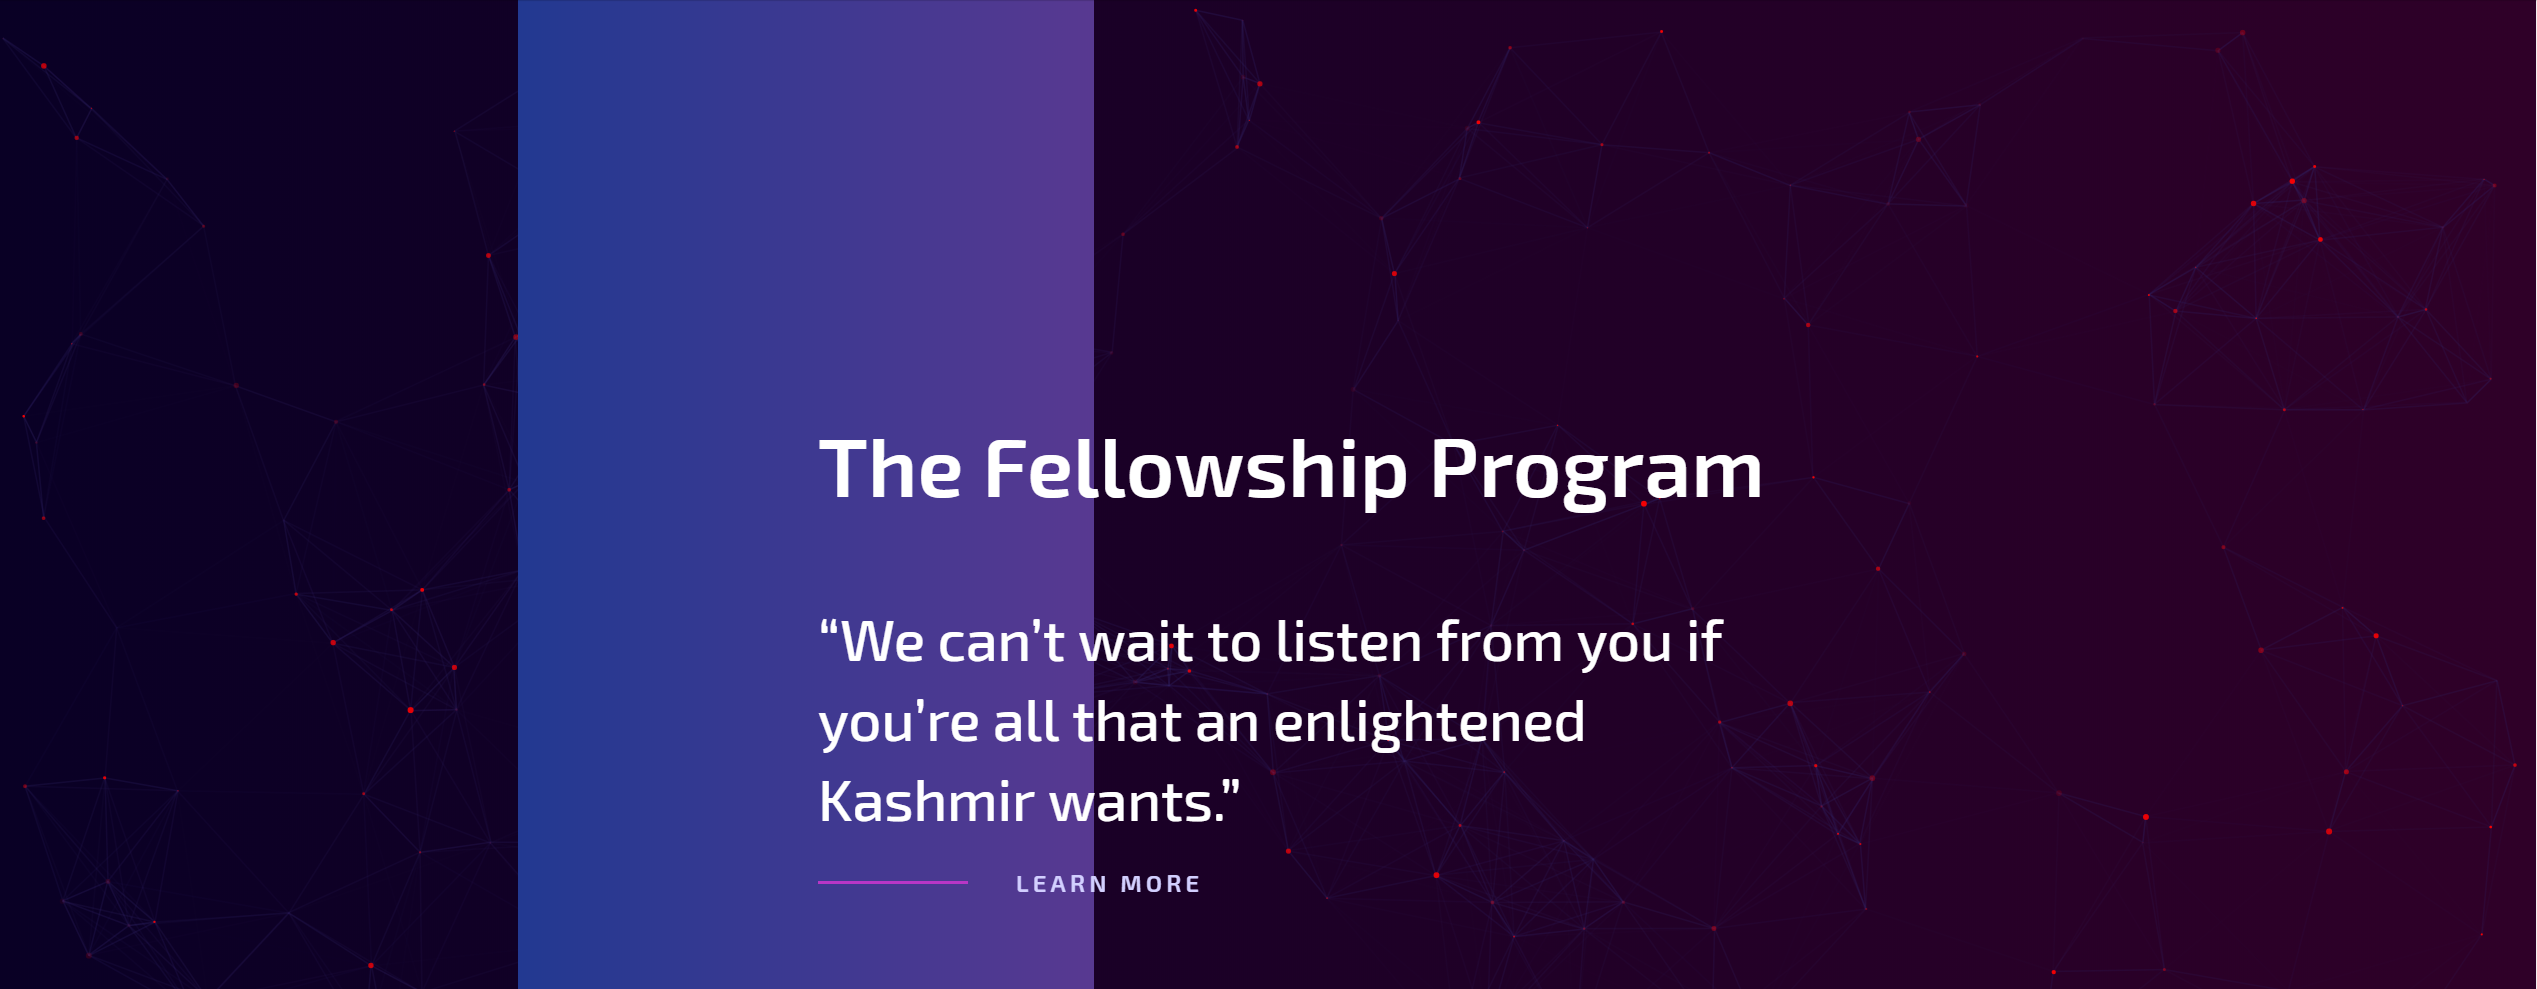 The Fellowship Program
“We can’t wait to listen from you if
you’re all that an enlightened
Kashmir wants.”
LEARN MORE